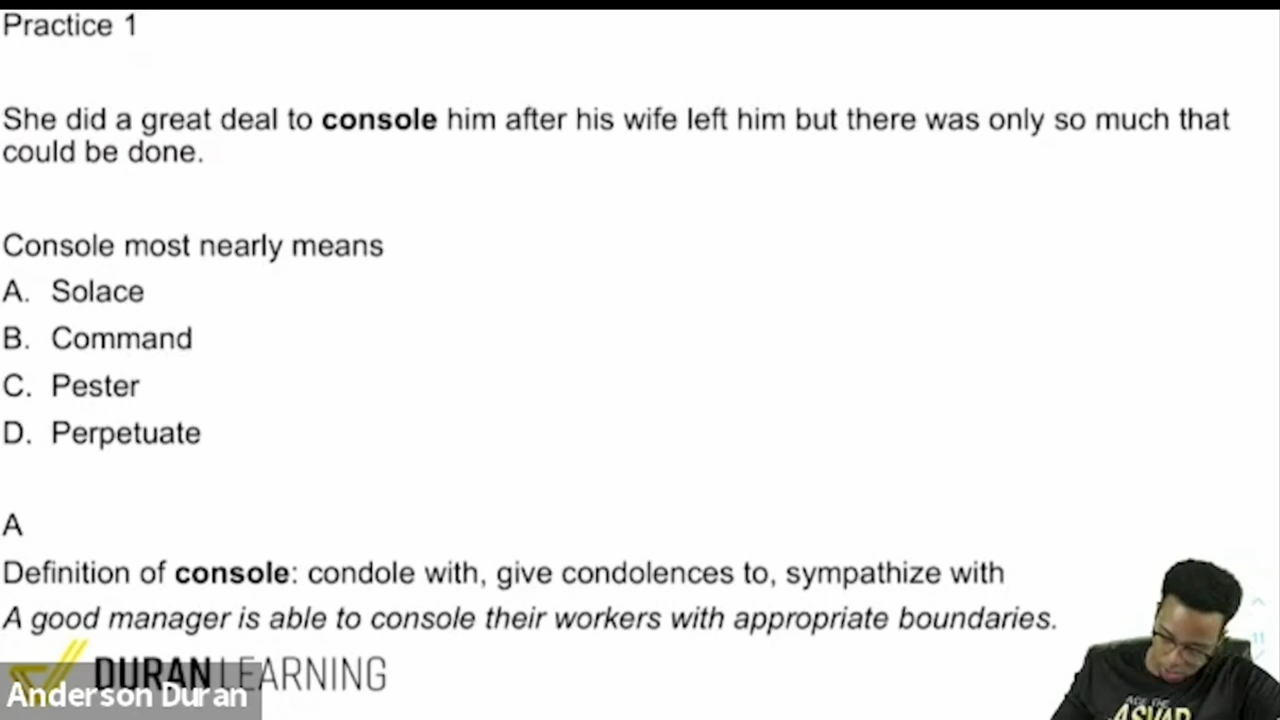 Practice 1
She did a great deal to console him after his wife left him but there was only so much that
could be done.
Console most nearly means
A. Solace
B. Command
C. Pester
D. Perpetuate
A
Definition of console: condole with, give condolences to, sympathize with
A good manager is able to console their workers with appropriate boundaries.
DURAN LEARNING
Anderson Duran
ASVAB